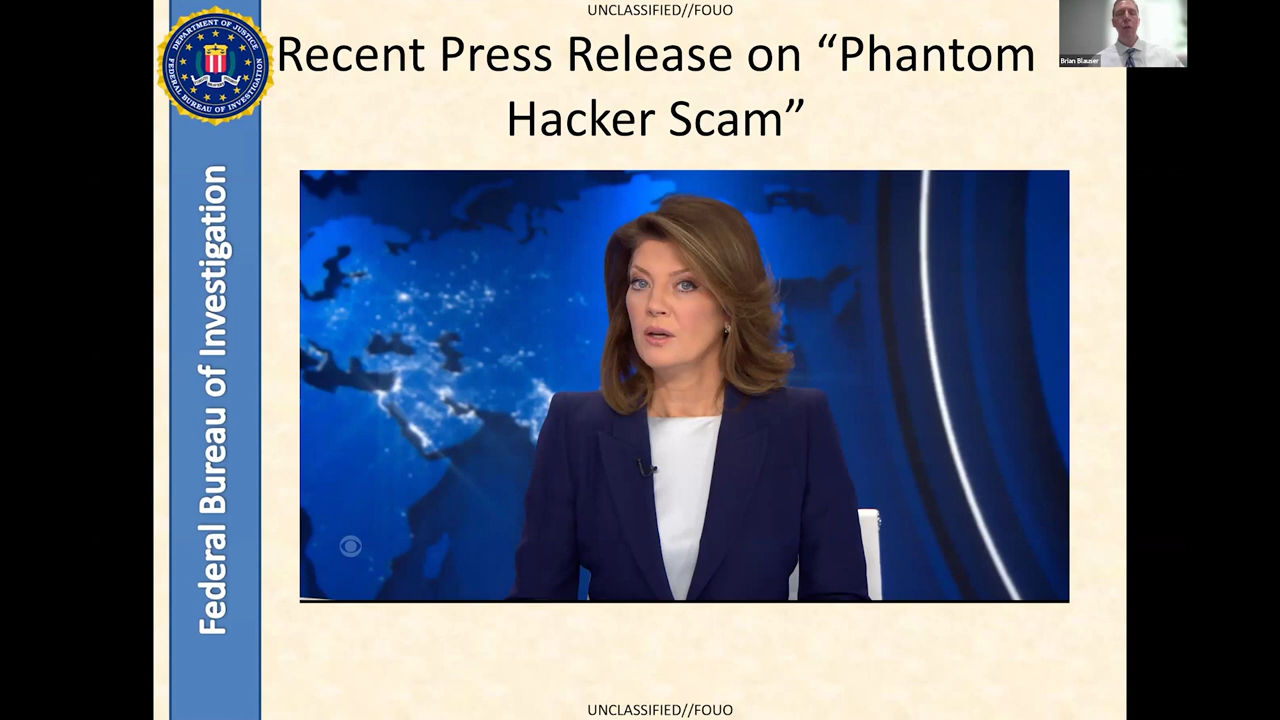 UNCLASSIFIED//FOUO
Recent Press Release on “Phantom
Hacker Scam”
Brian Blauser
DEPARTMENT OF JUSTICE
FEDERAL BUREAU OF INVESTIGATION
Federal Bureau of Investigation
UNCLASSIFIED//FOUO